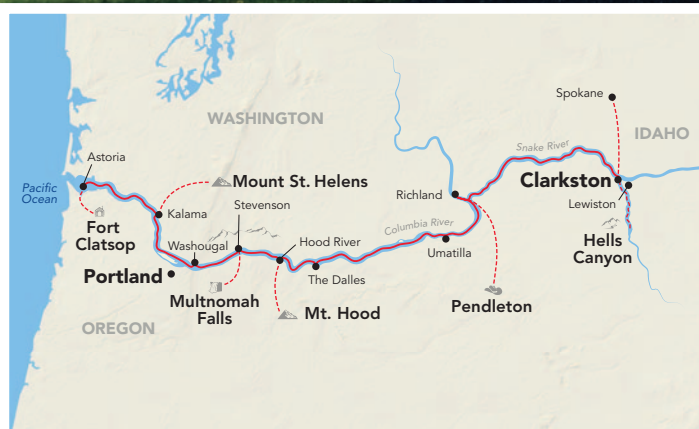 Spokane
WASHINGTON
IDAHO
Snake River
Astoria
Pacific
Ocean
Mount St. Helens
Clarkston
Richland
Lewiston
Stevenson
Kalama
Fort
Clatsop
Columbia River
Hells
Canyon
Washougal
Hood River
Umatilla
Portland
The Dalles
Multnomah
Falls
Mt. Hood
Pendleton
OREGON